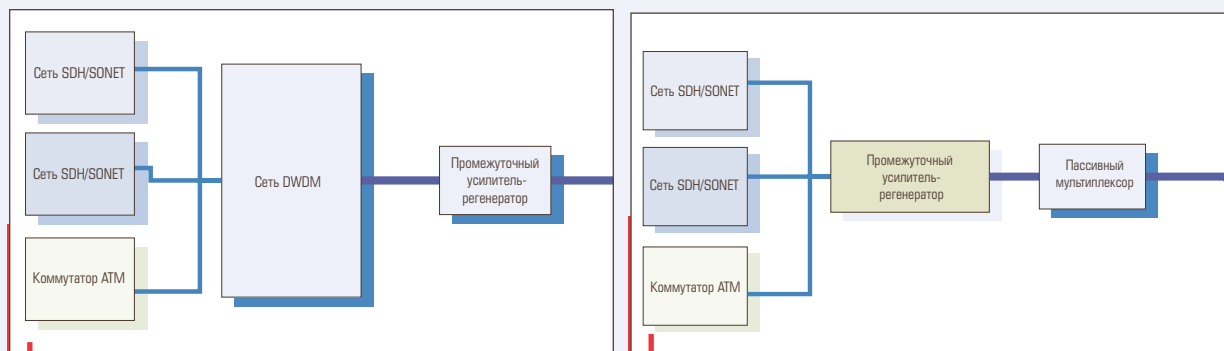 Сеть SDH/SONET
Сеть SDH/SONET
Коммутатор ATM
Сеть DWDM
Промежуточный
усилитель-
регенератор
Сеть SDH/SONET
Сеть SDH/SONET
Коммутатор ATM
Промежуточный
усилитель-
регенератор
Пассивный
мультиплексор